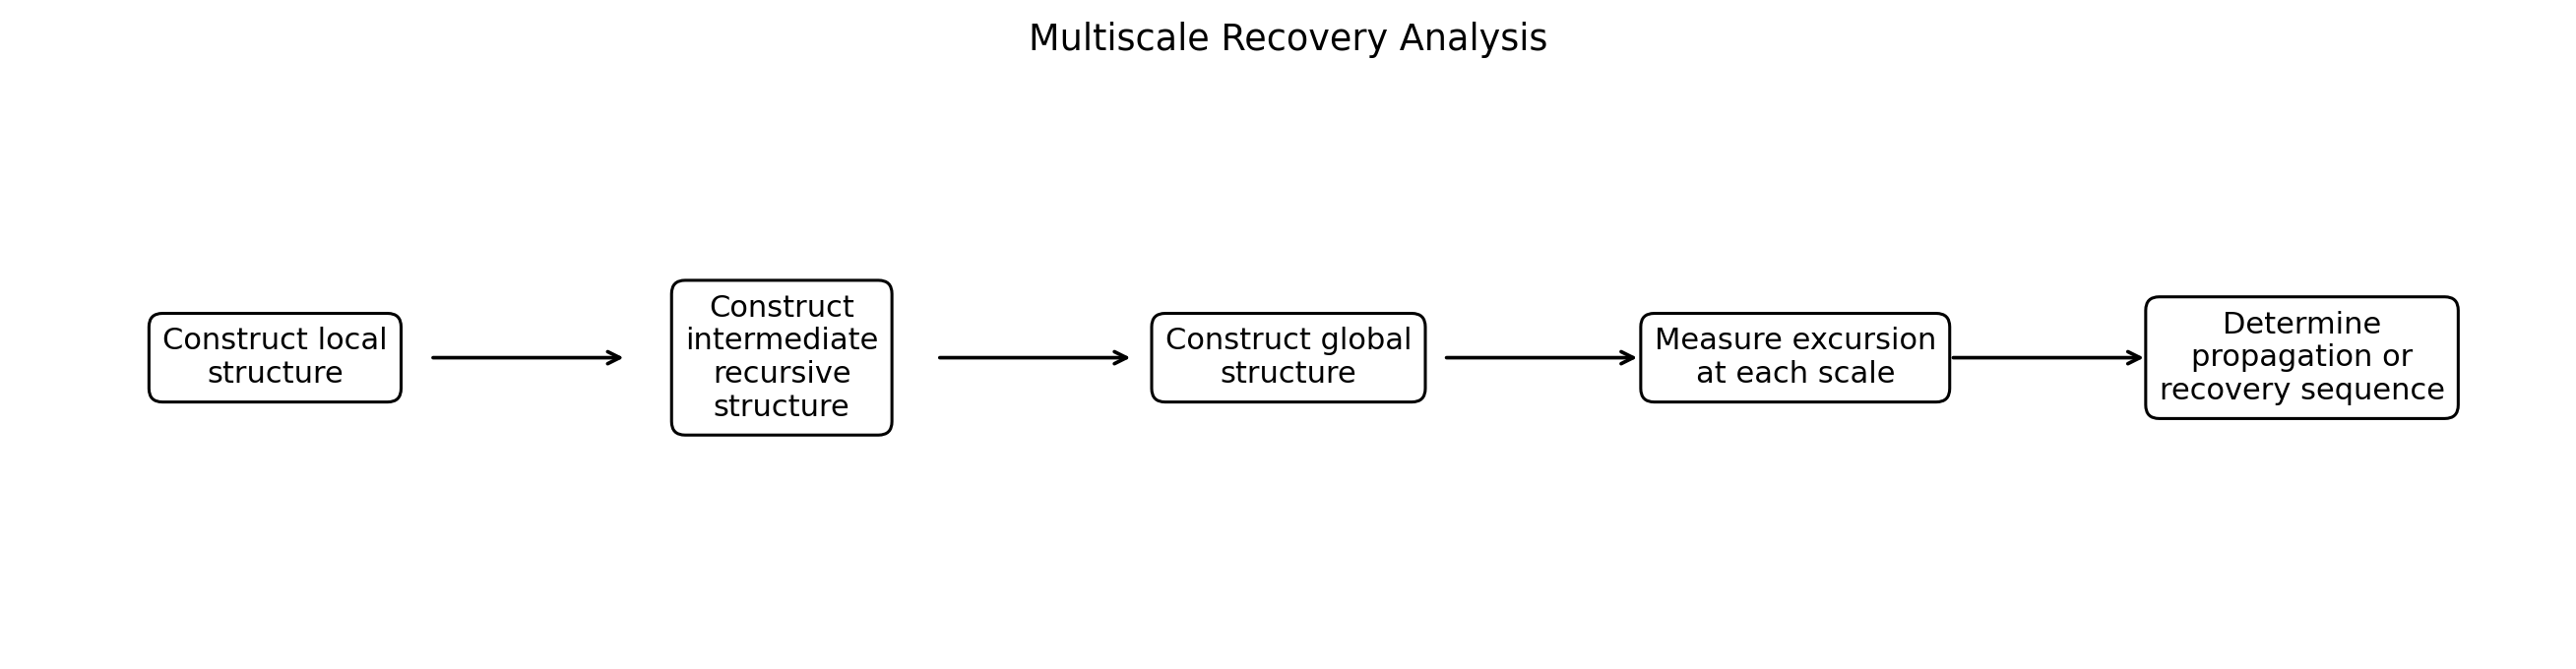 Multiscale Recovery Analysis
Construct local
structure
Construct
intermediate
recursive
structure
Construct global
structure
Measure excursion
at each scale
Determine
propagation or
recovery sequence